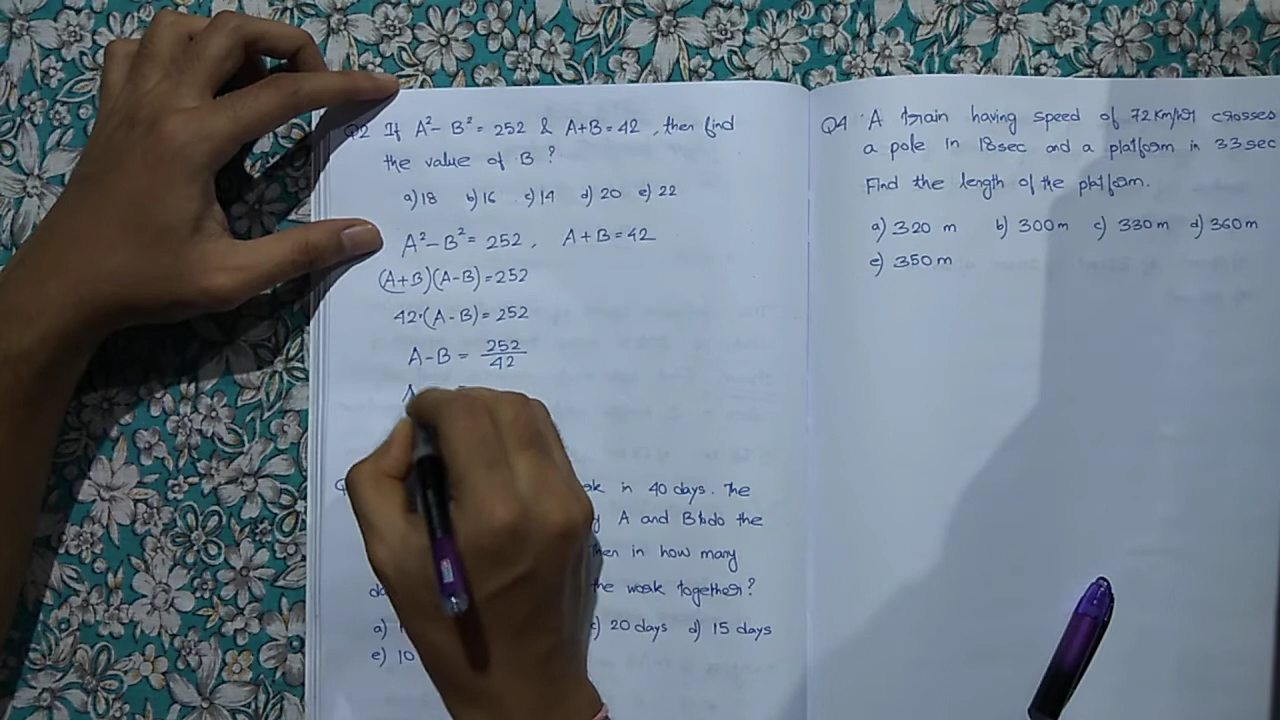 Q2 If A² - B² = 252 & A+B = 42, then find
the value of B?
a) 18 b) 16 c) 14 d) 20 e) 22
A² - B² = 252, A+B = 42
(A+B)(A-B) = 252
42·(A-B) = 252
A-B = 252/42
A
in 40 days. The
A and B to do the
in how many
the work together?
a) 20 days d) 15 days
e) 10
Q4 A train having speed of 72 Km/hr crosses
a pole in 18 sec and a platform in 33 sec
Find the length of the platform.
a) 320 m b) 300 m c) 330 m d) 360 m
e) 350 m